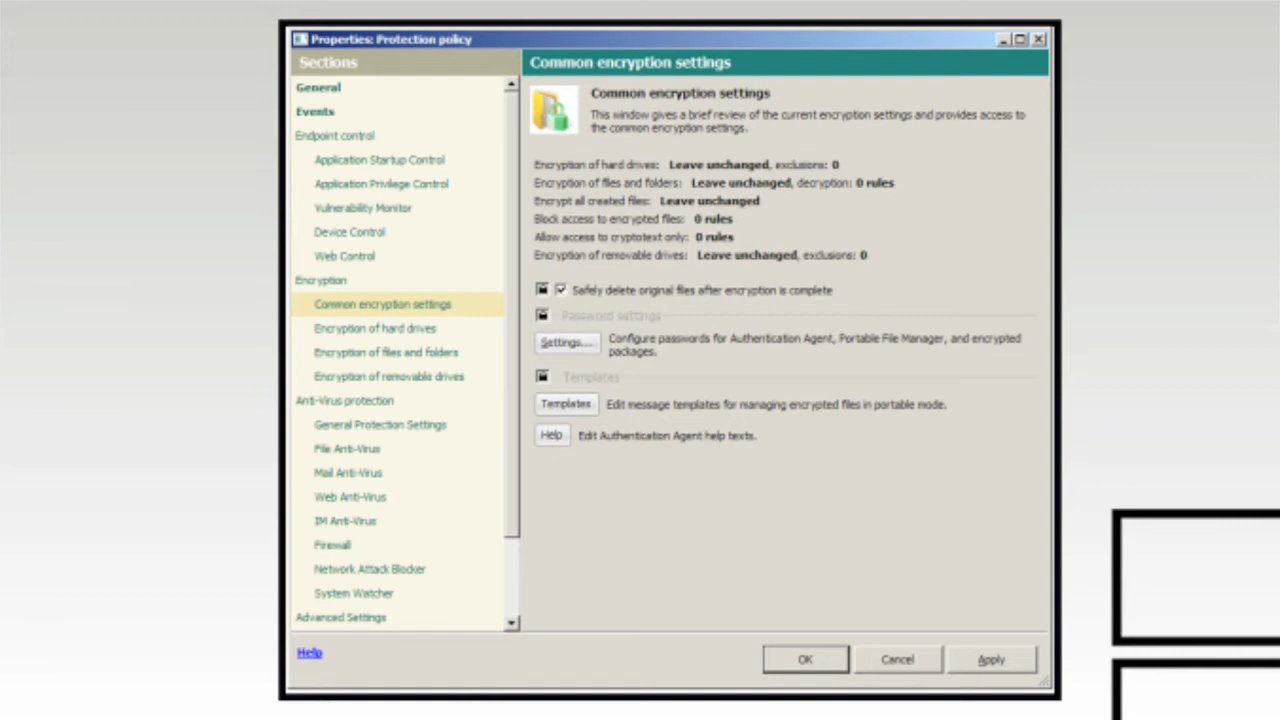 Properties: Protection policy
Sections
General
Events
Endpoint control
Application Startup Control
Application Privilege Control
Vulnerability Monitor
Device Control
Web Control
Encryption
Common encryption settings
Encryption of hard drives
Encryption of files and folders
Encryption of removable drives
Anti-Virus protection
General Protection Settings
File Anti-Virus
Mail Anti-Virus
Web Anti-Virus
IM Anti-Virus
Firewall
Network Attack Blocker
System Watcher
Advanced Settings
Common encryption settings
Common encryption settings
This window gives a brief review of the current encryption settings and provides access to
the common encryption settings.
Encryption of hard drives: Leave unchanged, exclusions: 0
Encryption of files and folders: Leave unchanged, decryption: 0 rules
Encrypt all created files: Leave unchanged
Block access to encrypted files: 0 rules
Allow access to cryptotext only: 0 rules
Encryption of removable drives: Leave unchanged, exclusions: 0
Safely delete original files after encryption is complete
Password settings
Settings... Configure passwords for Authentication Agent, Portable File Manager, and encrypted
packages.
Templates
Templates Edit message templates for managing encrypted files in portable mode.
Help Edit Authentication Agent help texts.
Help
OK Cancel Apply